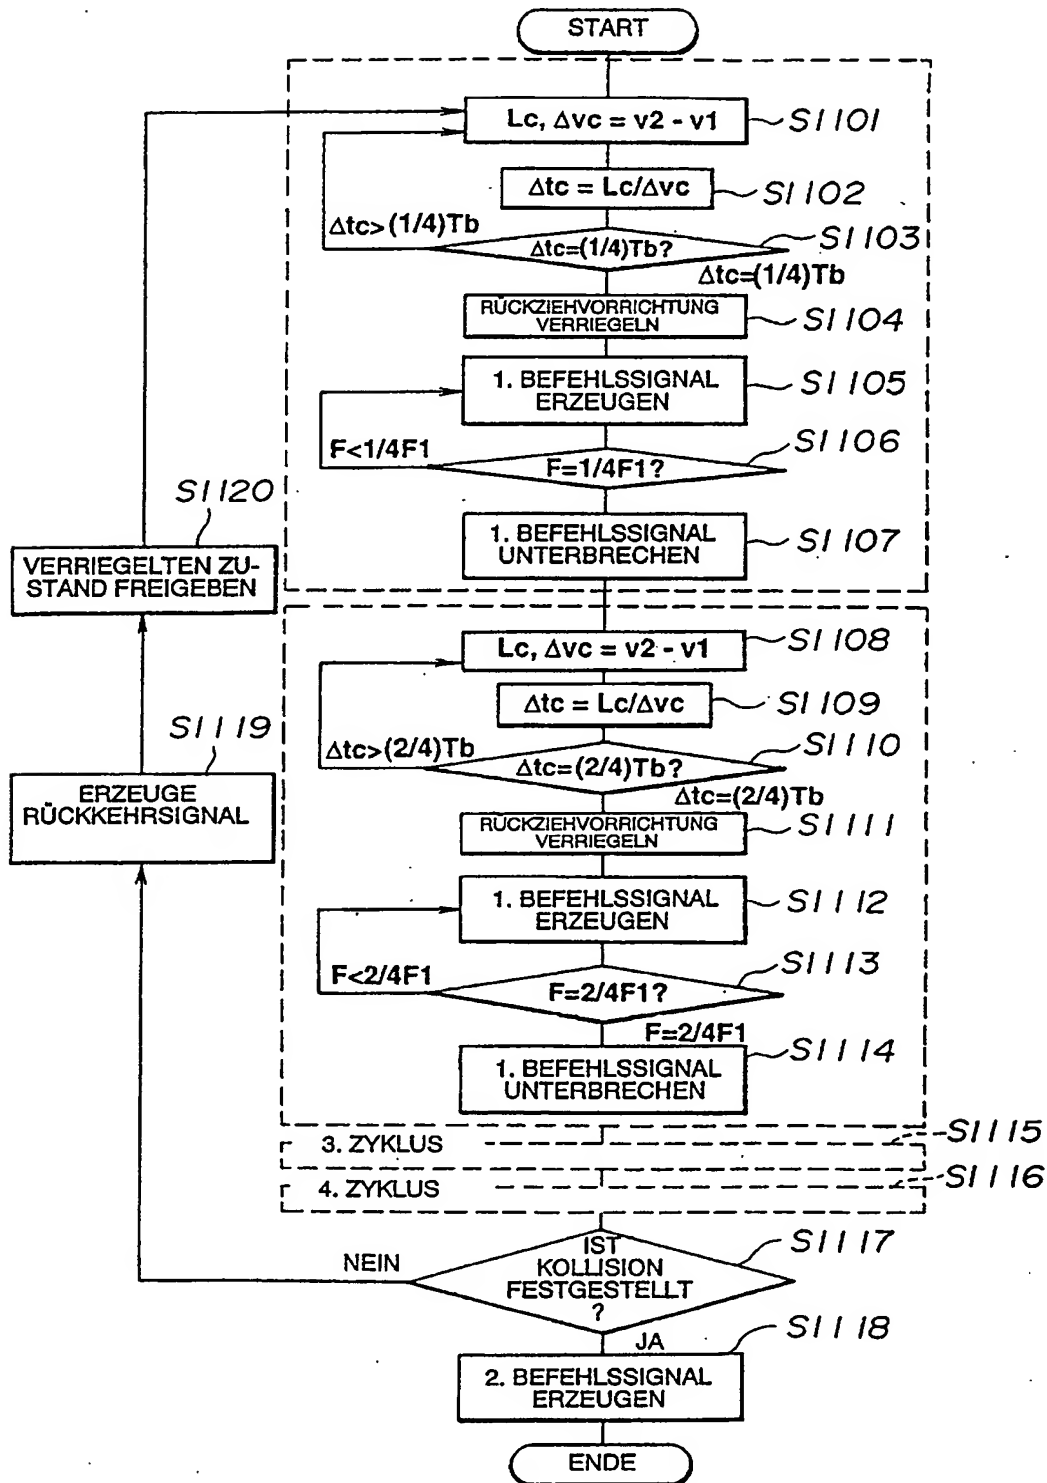 START
Lc, Δvc = v2 - v1
S1101
Δtc = Lc/Δvc
S1102
Δtc>(1/4)Tb
Δtc=(1/4)Tb?
S1103
Δtc=(1/4)Tb
RÜCKZIEHVORRICHTUNG
VERRIEGELN
S1104
1. BEFEHLSSIGNAL
ERZEUGEN
S1105
F<1/4F1
F=1/4F1?
S1106
1. BEFEHLSSIGNAL
UNTERBRECHEN
S1107
S1120
VERRIEGELTEN ZU-
STAND FREIGEBEN
Lc, Δvc = v2 - v1
S1108
Δtc = Lc/Δvc
S1109
Δtc>(2/4)Tb
Δtc=(2/4)Tb?
S1110
Δtc=(2/4)Tb
S1119
ERZEUGE
RÜCKKEHRSIGNAL
RÜCKZIEHVORRICHTUNG
VERRIEGELN
S1111
1. BEFEHLSSIGNAL
ERZEUGEN
S1112
F<2/4F1
F=2/4F1?
S1113
F=2/4F1
1. BEFEHLSSIGNAL
UNTERBRECHEN
S1114
3. ZYKLUS
S1115
4. ZYKLUS
S1116
NEIN
IST
KOLLISION
FESTGESTELLT
?
S1117
JA
2. BEFEHLSSIGNAL
ERZEUGEN
S1118
ENDE